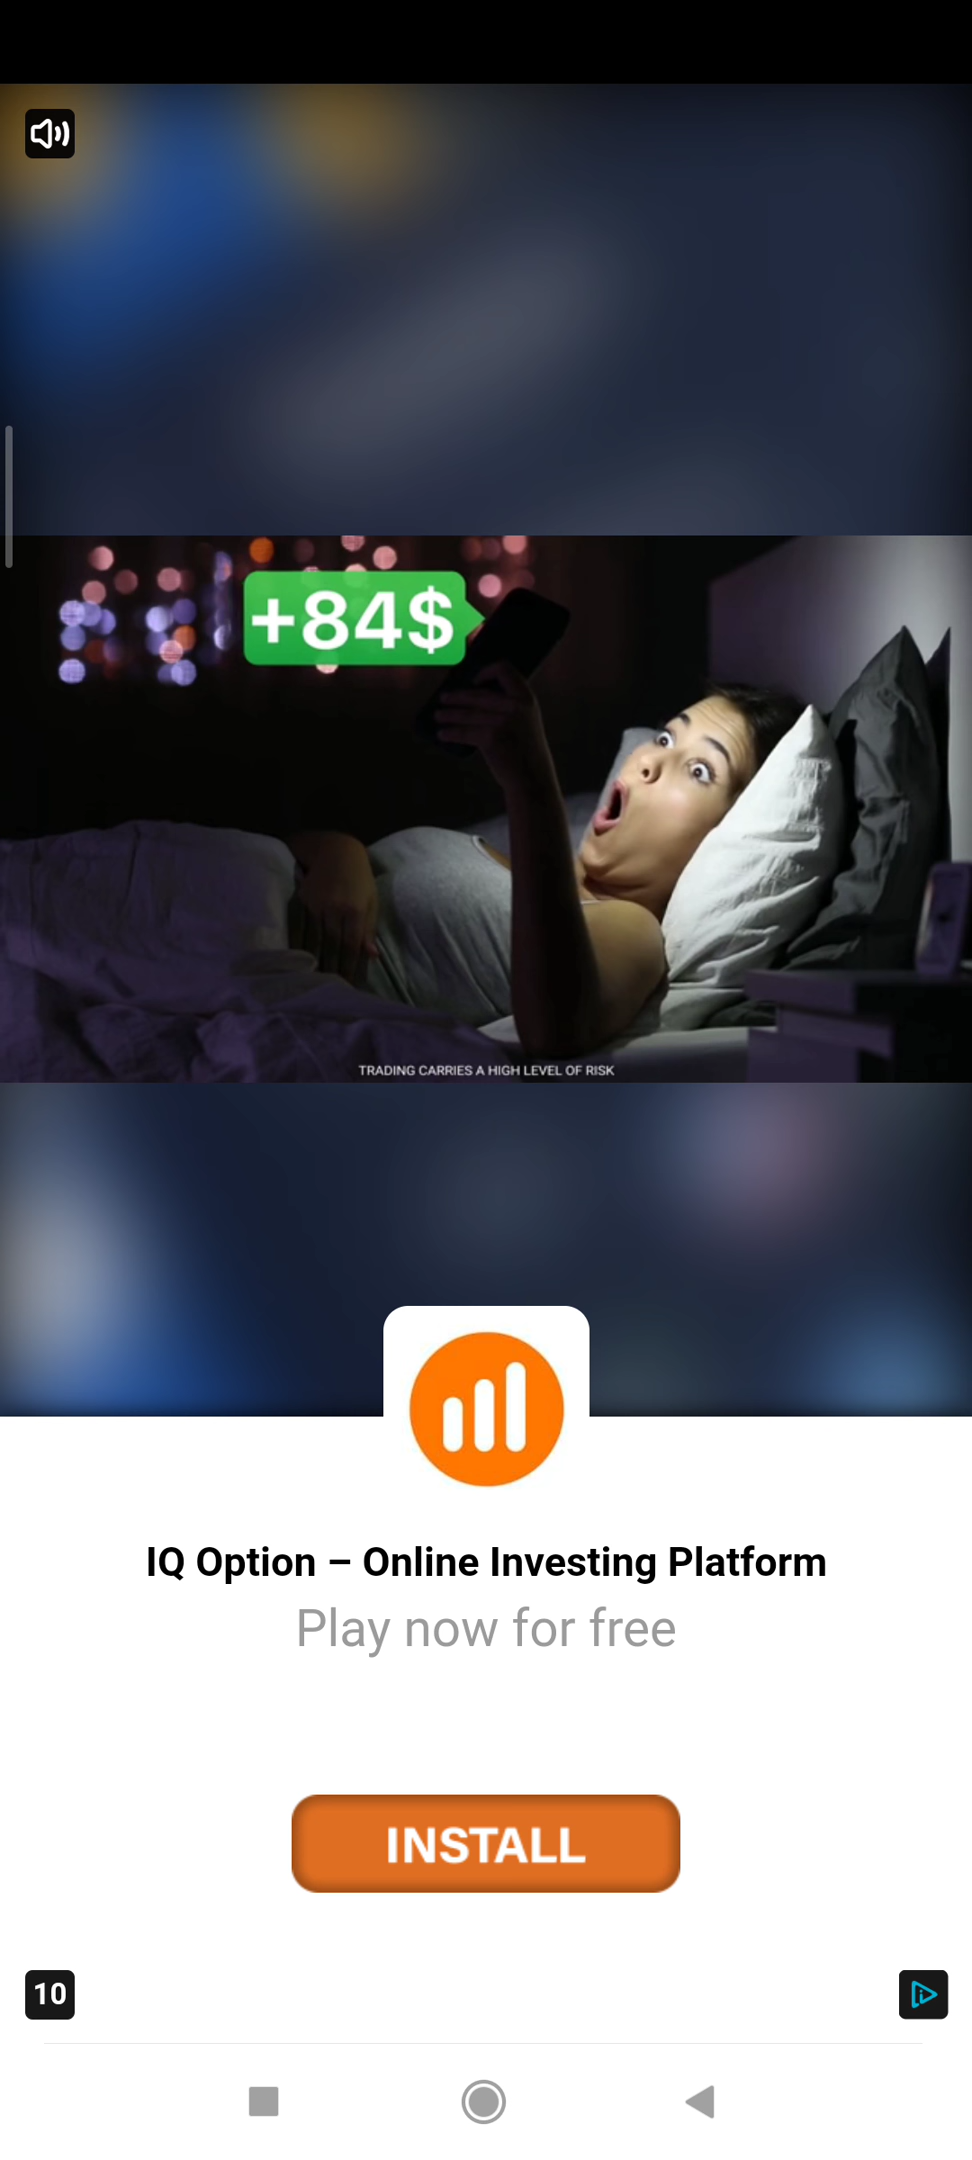 +84$
TRADING CARRIES A HIGH LEVEL OF RISK
IQ Option – Online Investing Platform
Play now for free
INSTALL
10